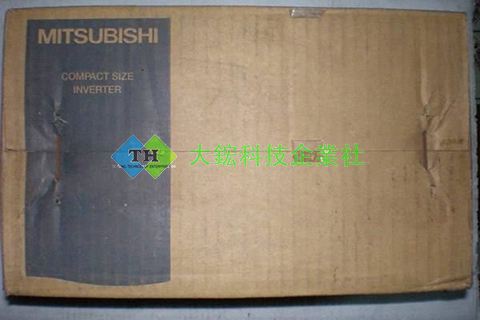 MITSUBISHI
COMPACT SIZE
INVERTER
TH
大鋐科技企業社